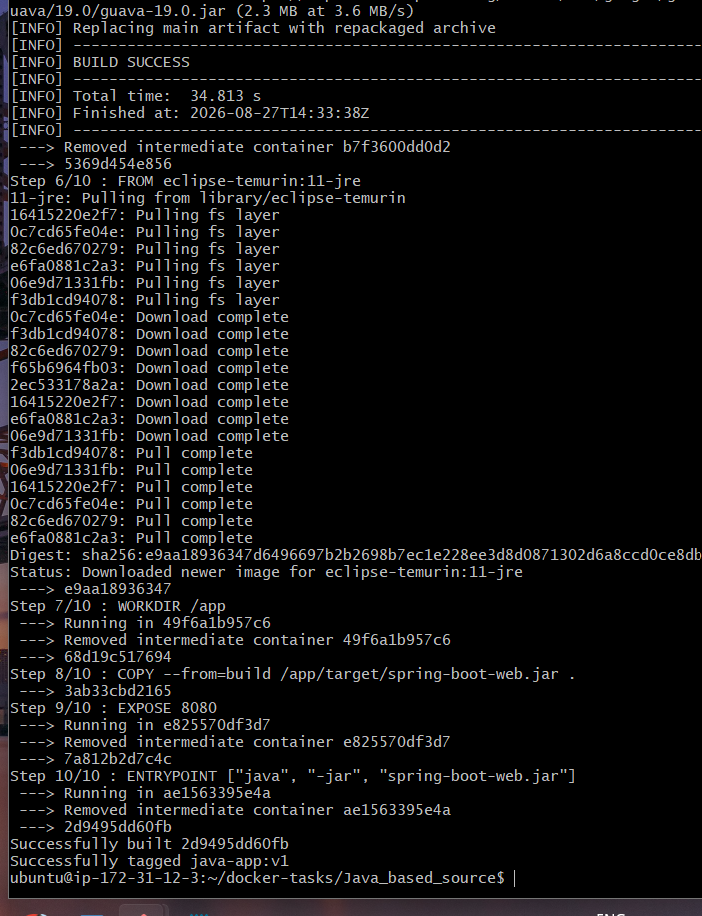 uava/19.0/guava-19.0.jar (2.3 MB at 3.6 MB/s)
[INFO] Replacing main artifact with repackaged archive
[INFO] ----------------------------------------------------------------------
[INFO] BUILD SUCCESS
[INFO] ----------------------------------------------------------------------
[INFO] Total time:  34.813 s
[INFO] Finished at: 2026-08-27T14:33:38Z
[INFO] ----------------------------------------------------------------------
 ---> Removed intermediate container b7f3600dd0d2
 ---> 5369d454e856
Step 6/10 : FROM eclipse-temurin:11-jre
11-jre: Pulling from library/eclipse-temurin
16415220e2f7: Pulling fs layer
0c7cd65fe04e: Pulling fs layer
82c6ed670279: Pulling fs layer
e6fa0881c2a3: Pulling fs layer
06e9d71331fb: Pulling fs layer
f3db1cd94078: Pulling fs layer
0c7cd65fe04e: Download complete
f3db1cd94078: Download complete
82c6ed670279: Download complete
f65b6964fb03: Download complete
2ec533178a2a: Download complete
16415220e2f7: Download complete
e6fa0881c2a3: Download complete
06e9d71331fb: Download complete
f3db1cd94078: Pull complete
06e9d71331fb: Pull complete
16415220e2f7: Pull complete
0c7cd65fe04e: Pull complete
82c6ed670279: Pull complete
e6fa0881c2a3: Pull complete
Digest: sha256:e9aa18936347d6496697b2b2698b7ec1e228ee3d8d0871302d6a8ccd0ce8db
Status: Downloaded newer image for eclipse-temurin:11-jre
 ---> e9aa18936347
Step 7/10 : WORKDIR /app
 ---> Running in 49f6a1b957c6
 ---> Removed intermediate container 49f6a1b957c6
 ---> 68d19c517694
Step 8/10 : COPY --from=build /app/target/spring-boot-web.jar .
 ---> 3ab33cbd2165
Step 9/10 : EXPOSE 8080
 ---> Running in e825570df3d7
 ---> Removed intermediate container e825570df3d7
 ---> 7a812b2d7c4c
Step 10/10 : ENTRYPOINT ["java", "-jar", "spring-boot-web.jar"]
 ---> Running in ae1563395e4a
 ---> Removed intermediate container ae1563395e4a
 ---> 2d9495dd60fb
Successfully built 2d9495dd60fb
Successfully tagged java-app:v1
ubuntu@ip-172-31-12-3:~/docker-tasks/Java_based_source$